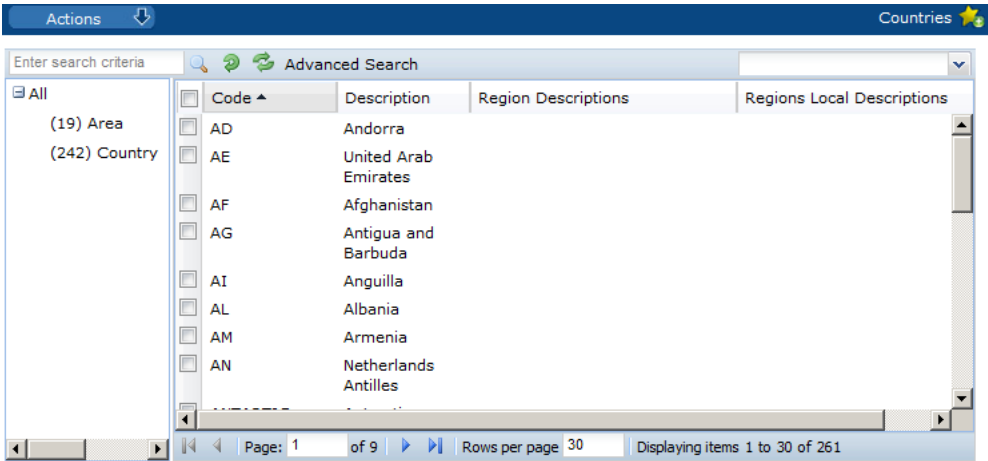 Actions
Countries
Enter search criteria
Advanced Search
All
(19) Area
(242) Country
Code Description Region Descriptions Regions Local Descriptions
AD Andorra
AE United Arab
Emirates
AF Afghanistan
AG Antigua and
Barbuda
AI Anguilla
AL Albania
AM Armenia
AN Netherlands
Antilles
Page: 1 of 9 Rows per page 30 Displaying items 1 to 30 of 261